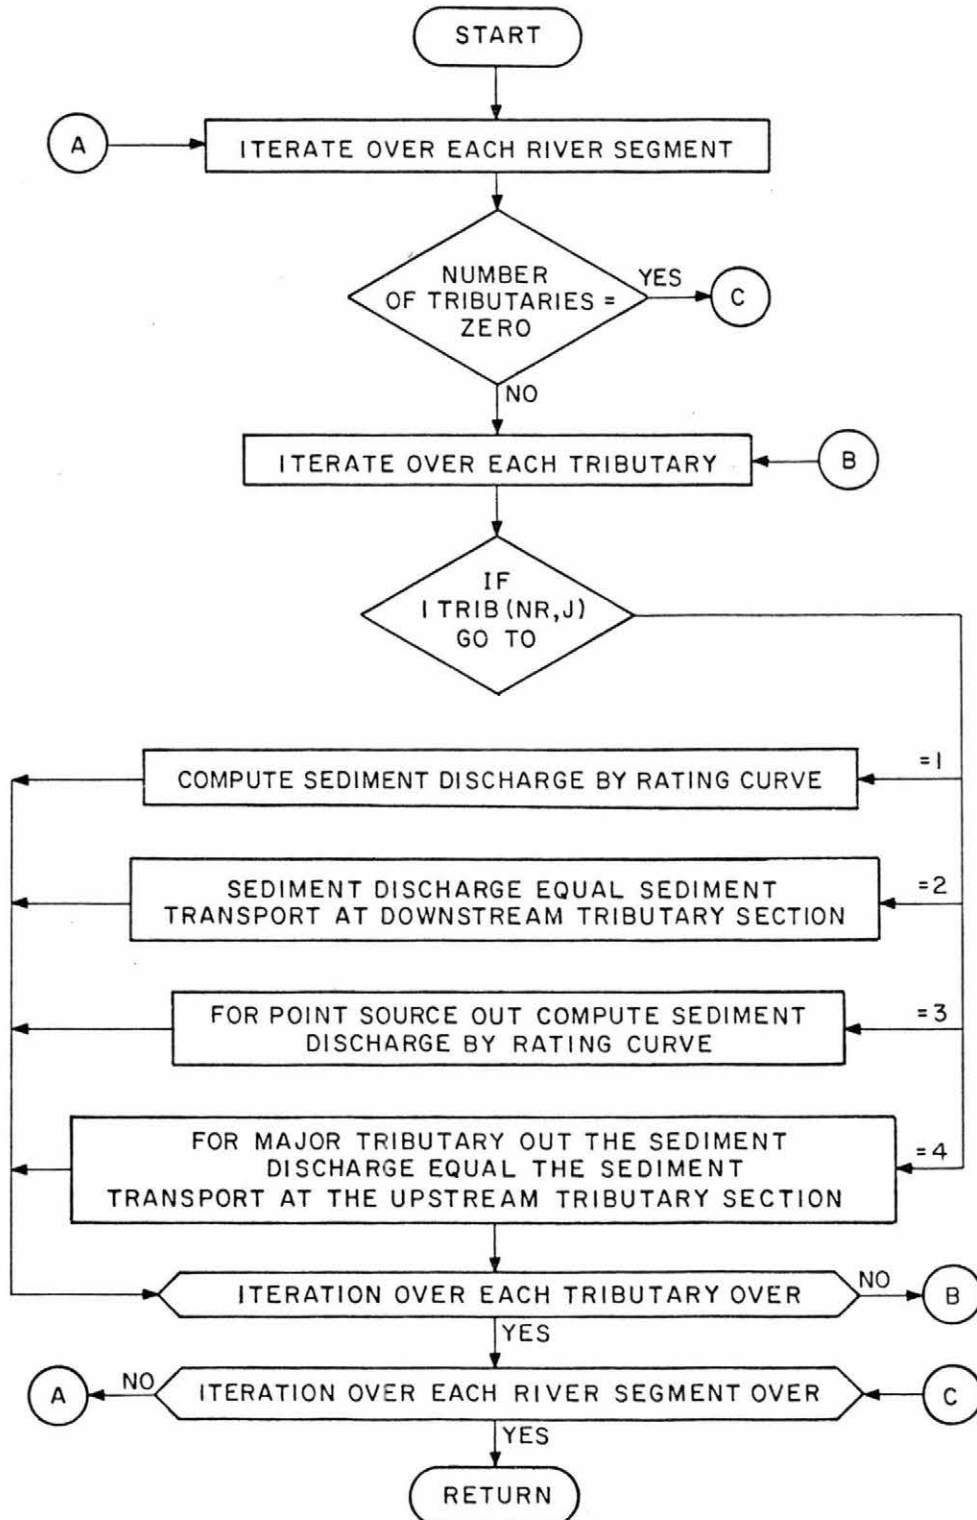 START
A
ITERATE OVER EACH RIVER SEGMENT
NUMBER
OF TRIBUTARIES =
ZERO
YES
C
NO
ITERATE OVER EACH TRIBUTARY
B
IF
I TRIB (NR,J)
GO TO
=1
COMPUTE SEDIMENT DISCHARGE BY RATING CURVE
=2
SEDIMENT DISCHARGE EQUAL SEDIMENT
TRANSPORT AT DOWNSTREAM TRIBUTARY SECTION
=3
FOR POINT SOURCE OUT COMPUTE SEDIMENT
DISCHARGE BY RATING CURVE
=4
FOR MAJOR TRIBUTARY OUT THE SEDIMENT
DISCHARGE EQUAL THE SEDIMENT
TRANSPORT AT THE UPSTREAM TRIBUTARY SECTION
ITERATION OVER EACH TRIBUTARY OVER
NO
B
YES
A
NO
ITERATION OVER EACH RIVER SEGMENT OVER
C
YES
RETURN